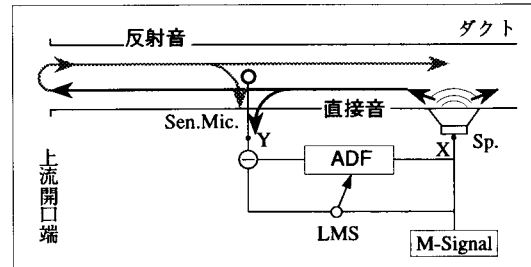 ダクト
反射音
直接音
Sen.Mic.
Y
X
Sp.
ADF
LMS
M-Signal
上流開口端